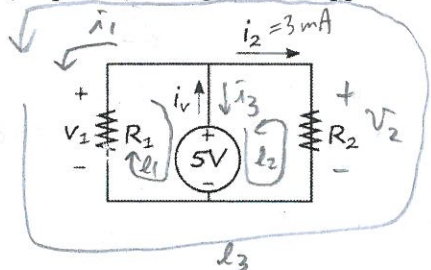 i1
i2 = 3 mA
+
iv
i3
+
V1
R1
+
5V
-
l1
l2
R2
V2
-
-
l3